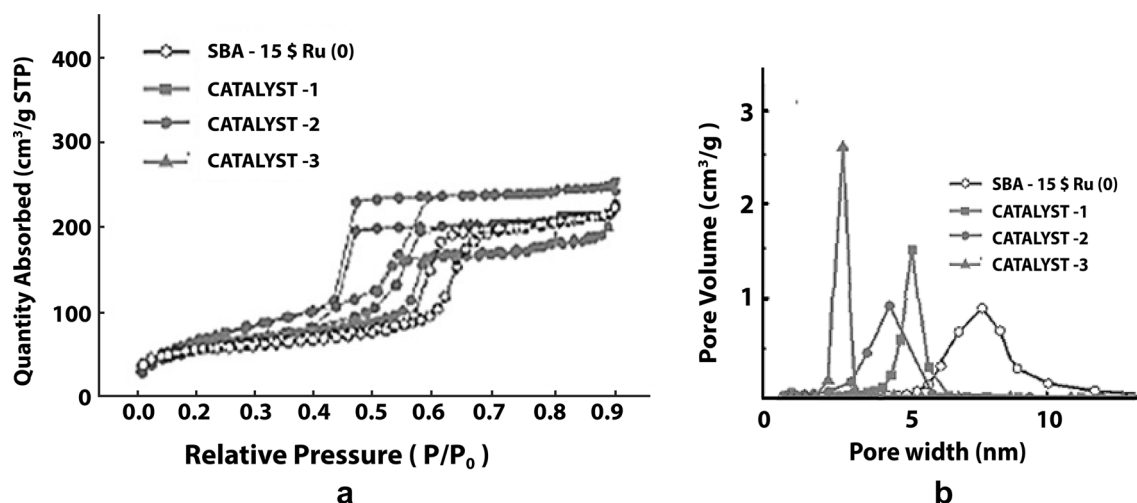 Quantity Absorbed (cm³/g STP)
400
300
200
100
0
SBA - 15 $ Ru (0)
CATALYST -1
CATALYST -2
CATALYST -3
0.0 0.2 0.3 0.4 0.5 0.6 0.7 0.8 0.9
Relative Pressure ( P/P₀ )
a
Pore Volume (cm³/g )
3
2
1
SBA - 15 $ Ru (0)
CATALYST -1
CATALYST -2
CATALYST -3
0 5 10
Pore width (nm)
b